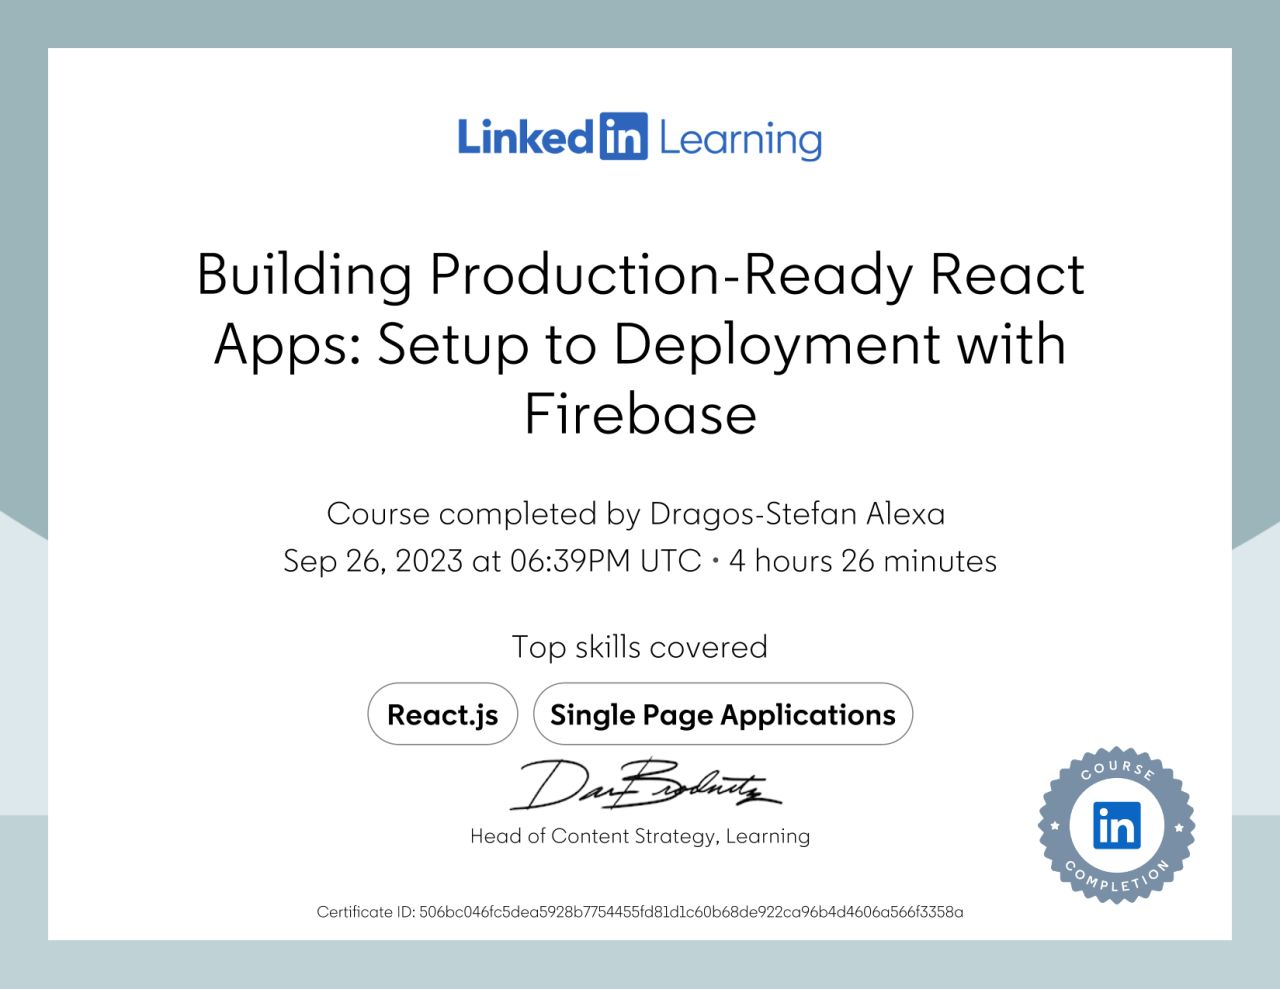 Linked in Learning
Building Production-Ready React
Apps: Setup to Deployment with
Firebase
Course completed by Dragos-Stefan Alexa
Sep 26, 2023 at 06:39PM UTC • 4 hours 26 minutes
Top skills covered
React.js Single Page Applications
Dan Brodnitz
Head of Content Strategy, Learning
COURSE
in
COMPLETION
Certificate ID: 506bc046fc5dea5928b7754455fd81d1c60b68de922ca96b4d4606a566f3358a